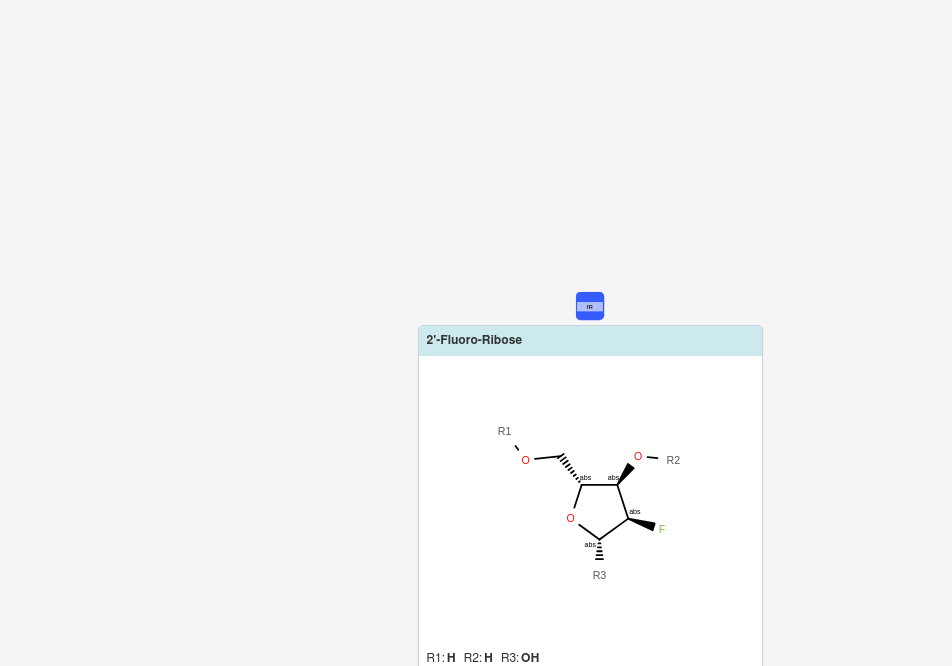 fR
2'-Fluoro-Ribose
R1
O
O
R2
abs
abs
abs
O
F
abs
R3
R1: H R2: H R3: OH